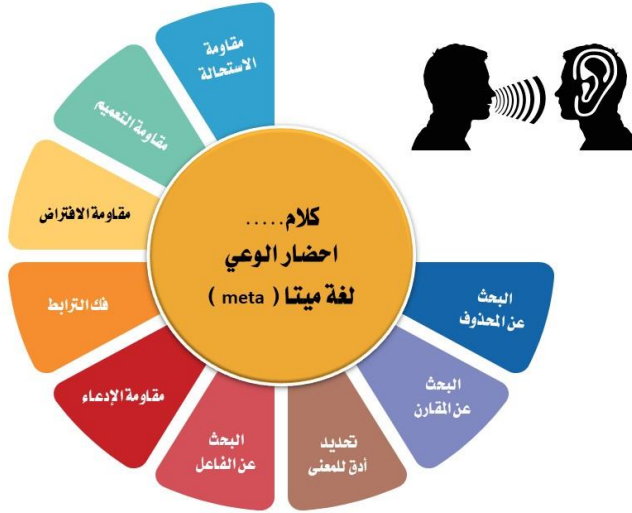 كلام.....
احضار الوعي
لغة ميتا ( meta )
مقاومة
الاستحالة
مقاومة التعميم
مقاومة الافتراض
فك الترابط
مقاومة الإدعاء
البحث
عن الفاعل
تحديد
أدق للمعنى
البحث
عن المقارن
البحث
عن المحذوف